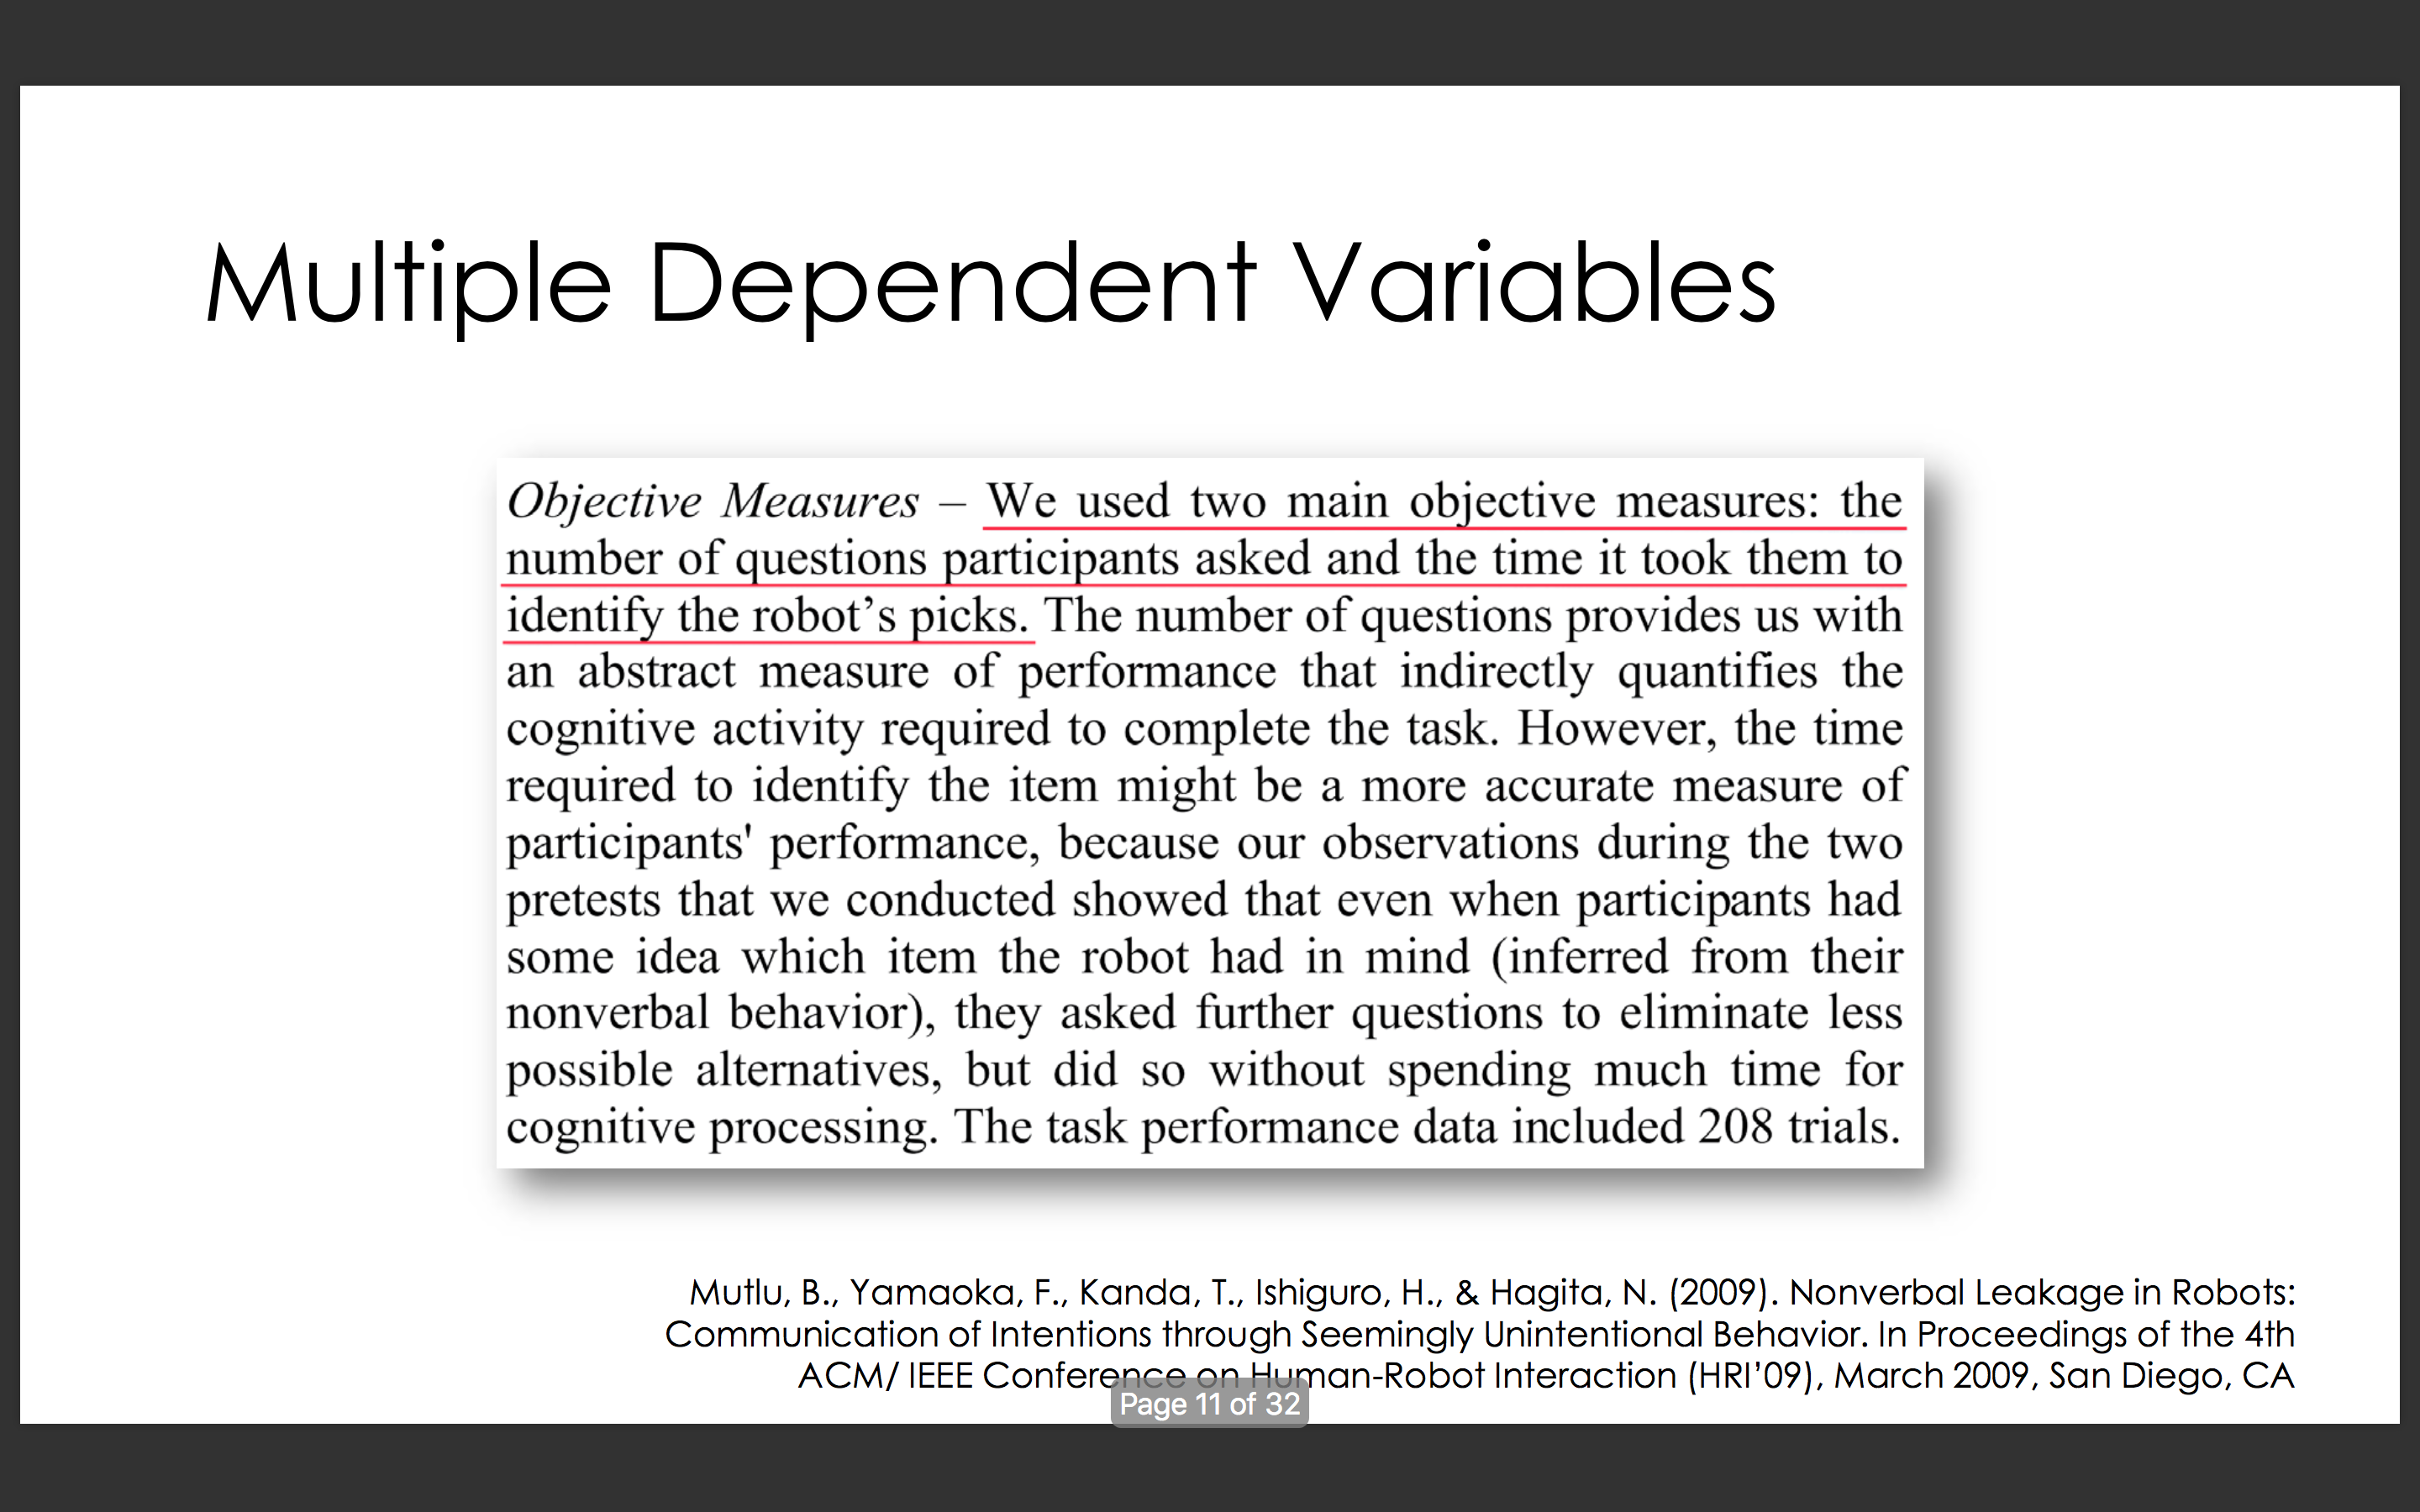 Multiple Dependent Variables
Objective Measures – We used two main objective measures: the
number of questions participants asked and the time it took them to
identify the robot’s picks. The number of questions provides us with
an abstract measure of performance that indirectly quantifies the
cognitive activity required to complete the task. However, the time
required to identify the item might be a more accurate measure of
participants' performance, because our observations during the two
pretests that we conducted showed that even when participants had
some idea which item the robot had in mind (inferred from their
nonverbal behavior), they asked further questions to eliminate less
possible alternatives, but did so without spending much time for
cognitive processing. The task performance data included 208 trials.
Mutlu, B., Yamaoka, F., Kanda, T., Ishiguro, H., & Hagita, N. (2009). Nonverbal Leakage in Robots:
Communication of Intentions through Seemingly Unintentional Behavior. In Proceedings of the 4th
ACM/ IEEE Conference on Human-Robot Interaction (HRI’09), March 2009, San Diego, CA
Page 11 of 32